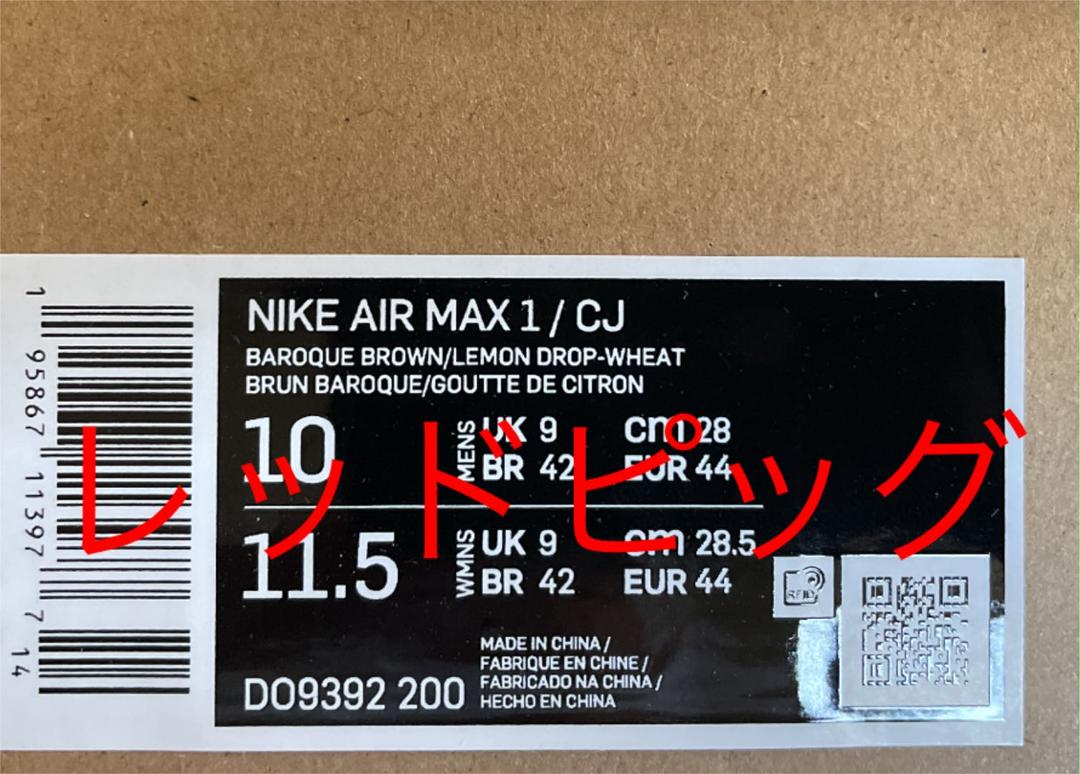 NIKE AIR MAX 1 / CJ
BAROQUE BROWN/LEMON DROP-WHEAT
BRUN BAROQUE/GOUTTE DE CITRON
10 MENS UK 9 cm 28
BR 42 EUR 44
レッドピッグ
11.5 WMNS UK 9 cm 28.5
BR 42 EUR 44
MADE IN CHINA /
FABRIQUE EN CHINE /
FABRICADO NA CHINA /
HECHO EN CHINA
DO9392 200
RFID
1 95867 11397 7 14